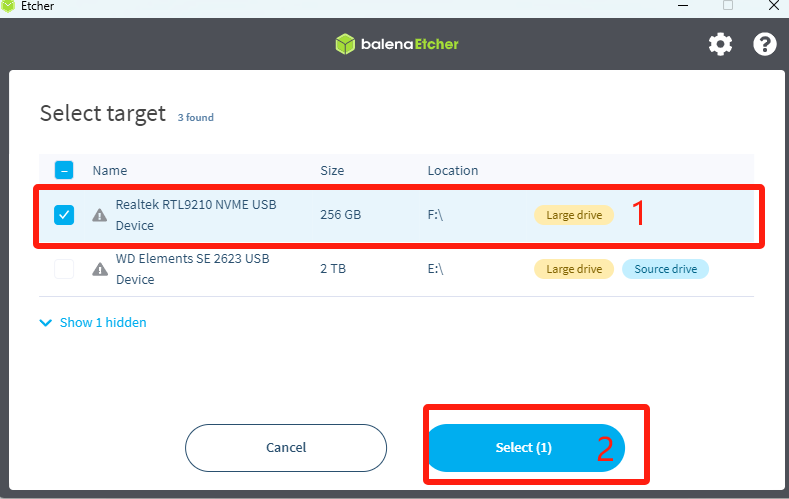 Etcher
balenaEtcher
Select target 3 found
Name Size Location
Realtek RTL9210 NVME USB
Device
256 GB F:\ Large drive 1
WD Elements SE 2623 USB
Device
2 TB E:\ Large drive Source drive
Show 1 hidden
Cancel Select (1) 2